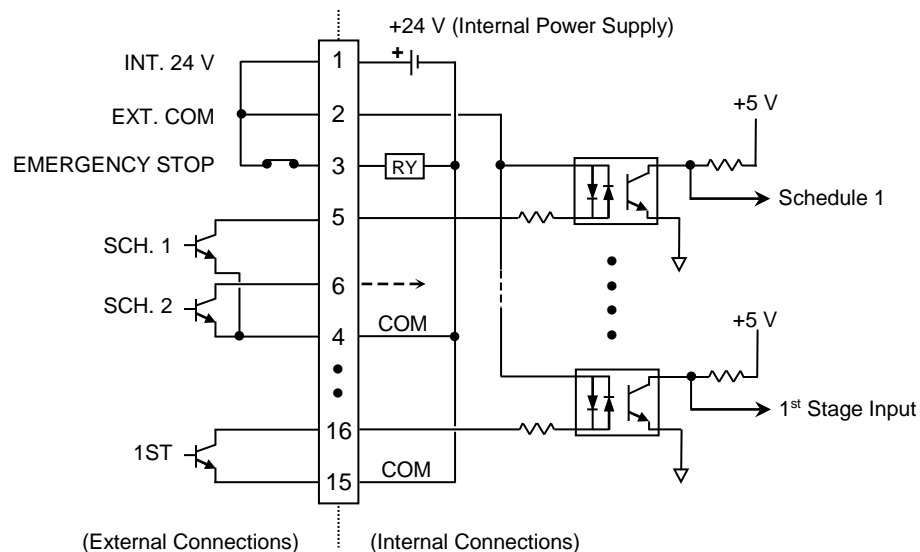 +24 V (Internal Power Supply)
INT. 24 V
1
+
EXT. COM
2
+5 V
EMERGENCY STOP
3
RY
Schedule 1
5
SCH. 1
6
SCH. 2
4
COM
+5 V
16
1st Stage Input
1ST
15
COM
(External Connections)
(Internal Connections)